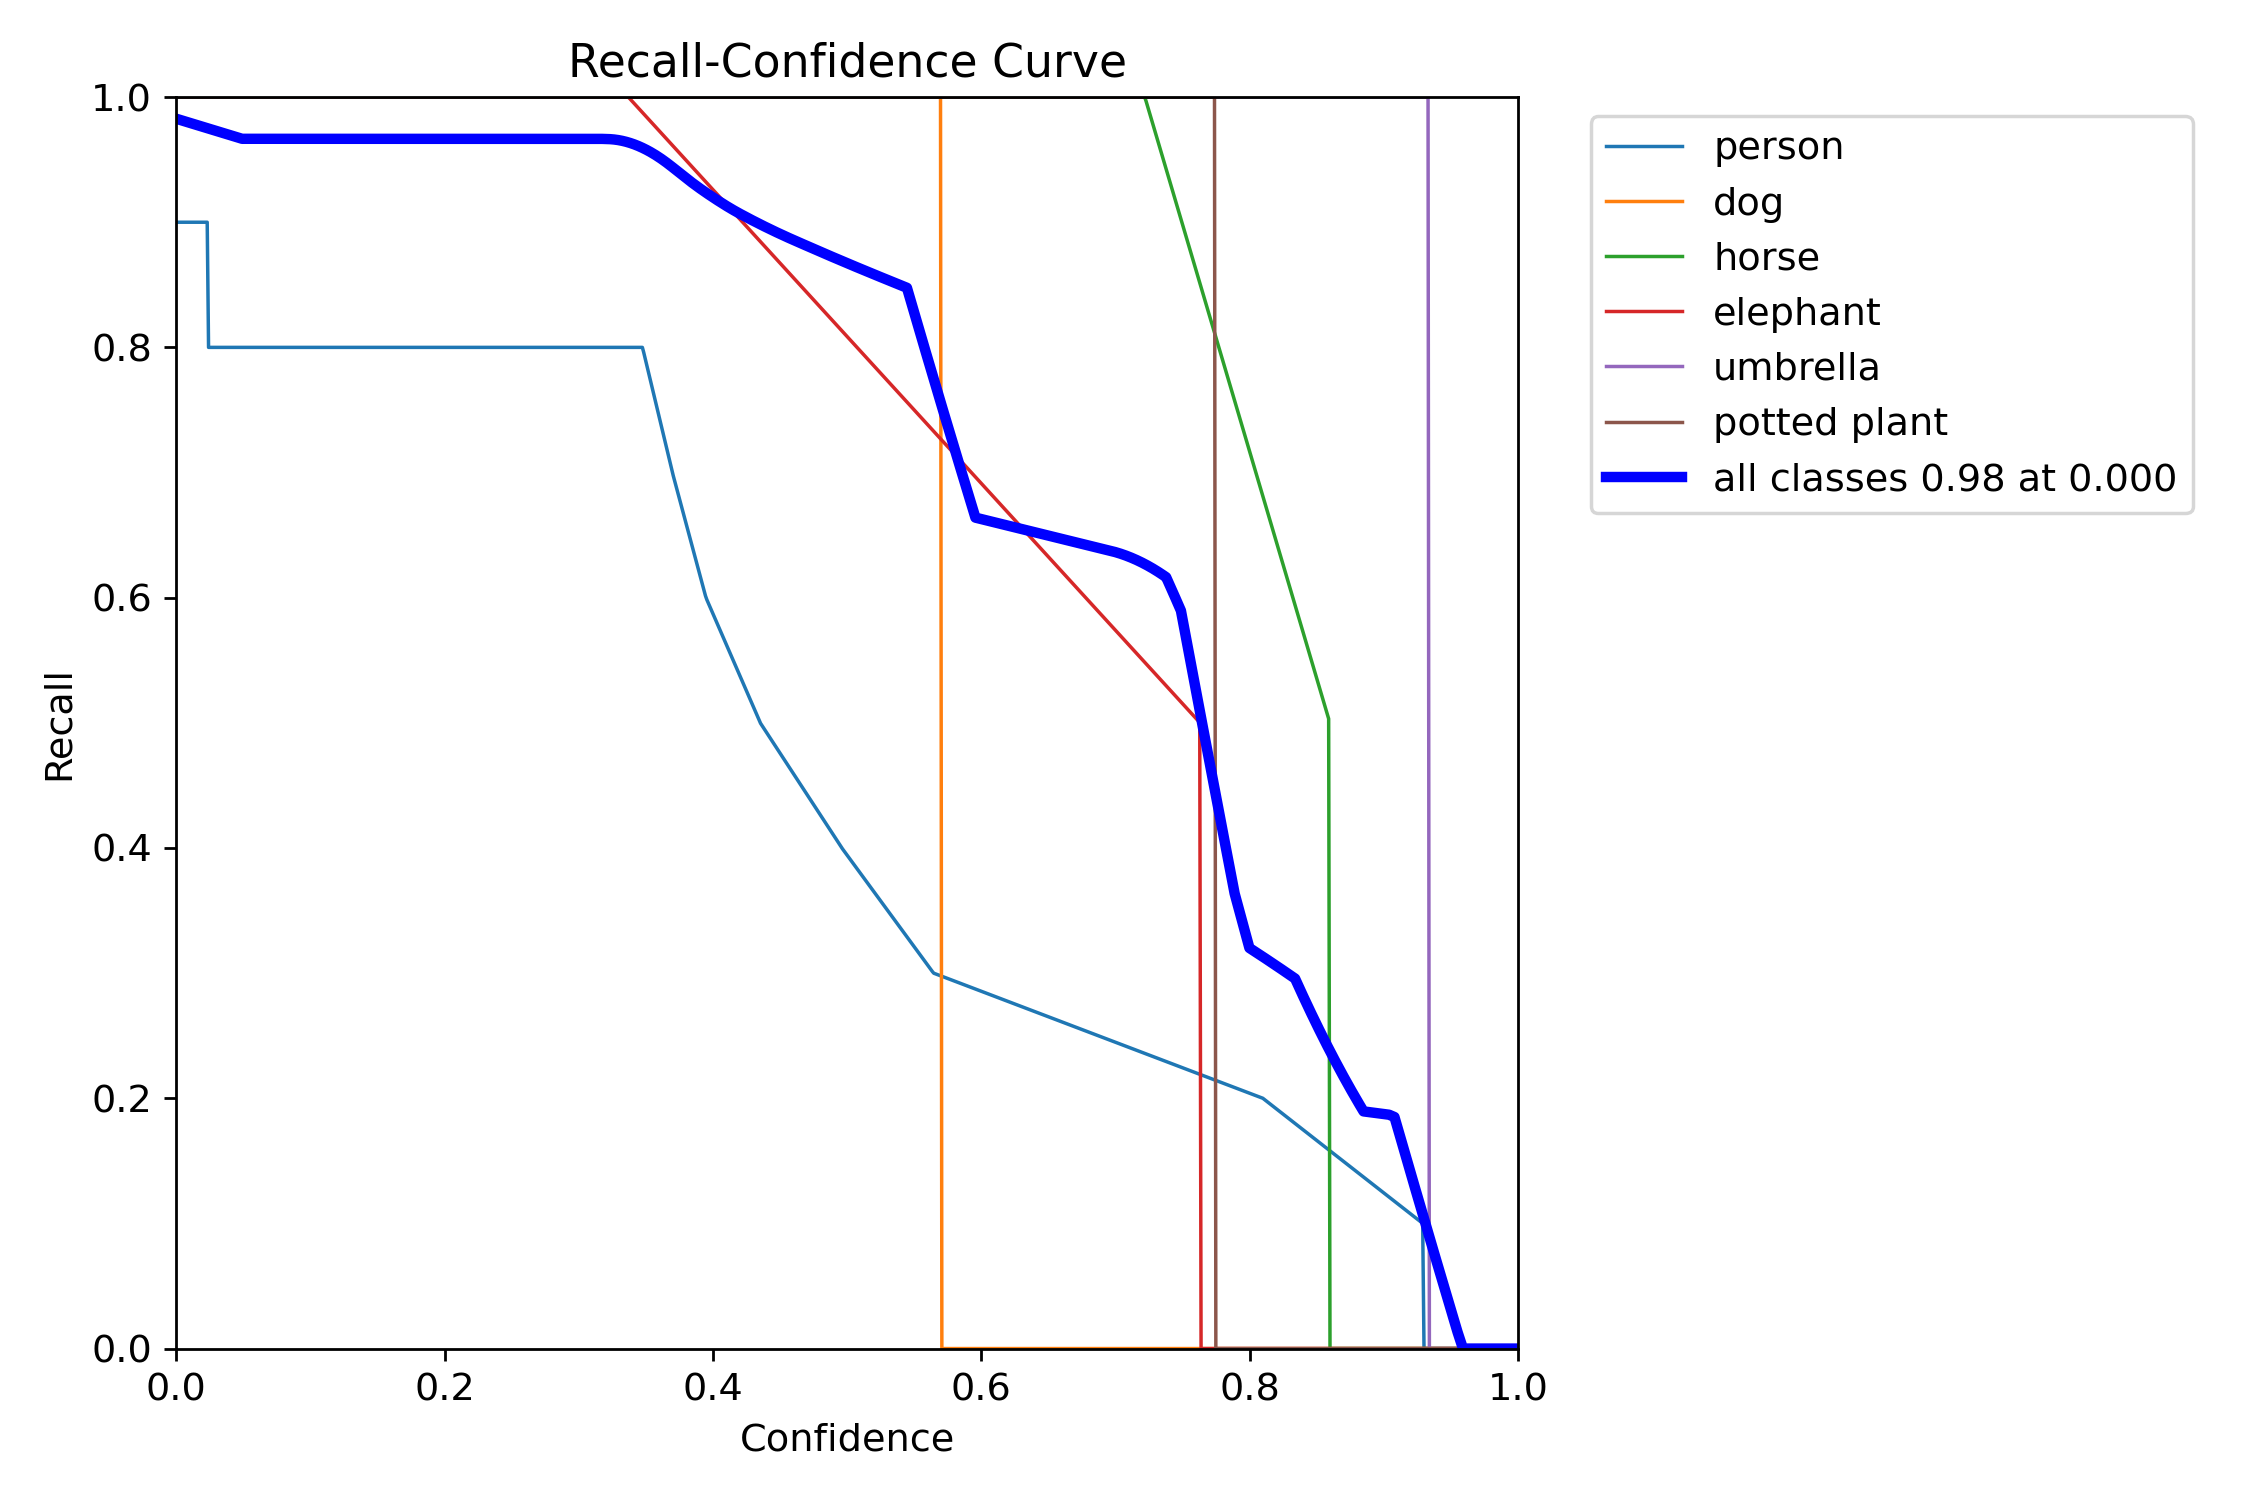 Recall-Confidence Curve
1.0
0.8
0.6
0.4
0.2
0.0
Recall
0.0 0.2 0.4 0.6 0.8 1.0
Confidence
person
dog
horse
elephant
umbrella
potted plant
all classes 0.98 at 0.000